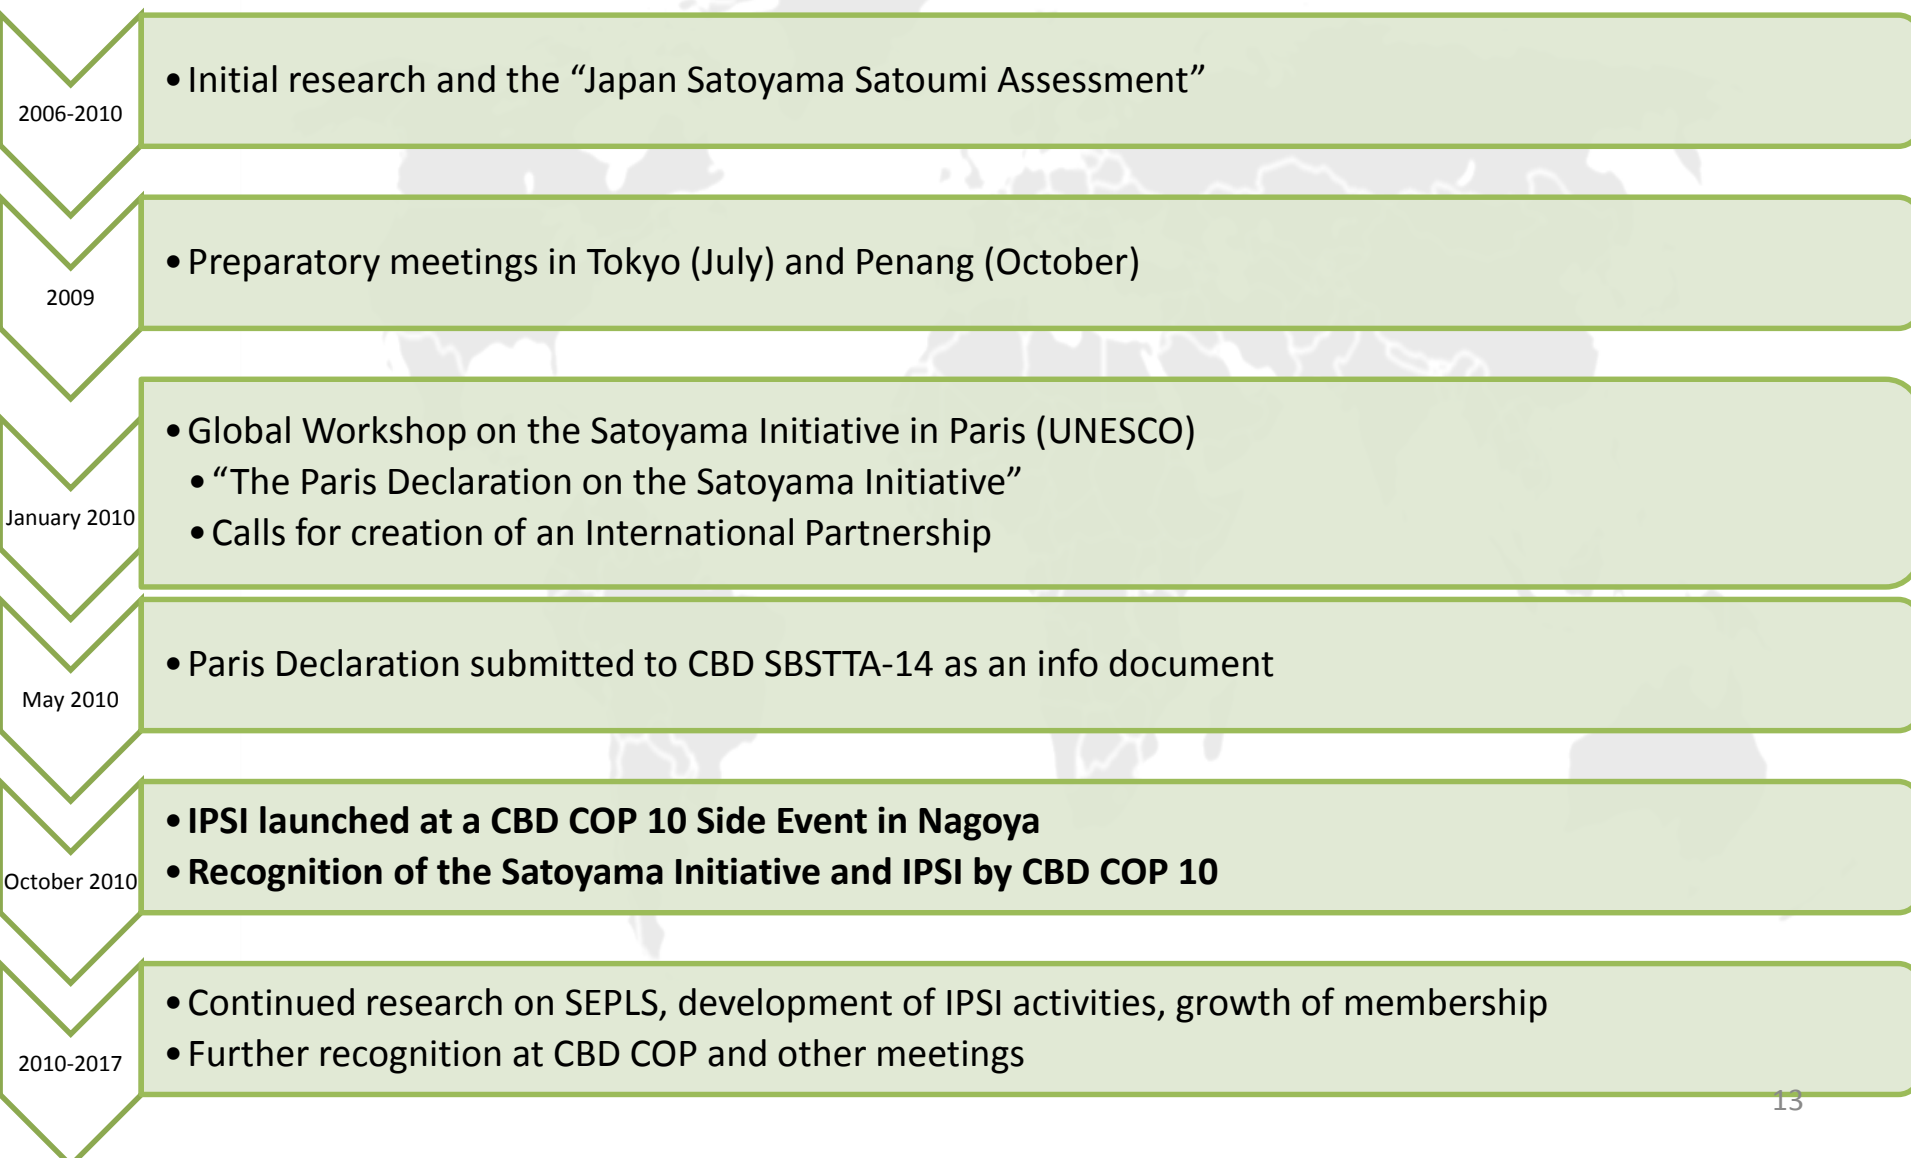 2006-2010
•Initial research and the “Japan Satoyama Satoumi Assessment”
2009
•Preparatory meetings in Tokyo (July) and Penang (October)
January 2010
•Global Workshop on the Satoyama Initiative in Paris (UNESCO)
•“The Paris Declaration on the Satoyama Initiative”
•Calls for creation of an International Partnership
May 2010
•Paris Declaration submitted to CBD SBSTTA-14 as an info document
October 2010
•IPSI launched at a CBD COP 10 Side Event in Nagoya
•Recognition of the Satoyama Initiative and IPSI by CBD COP 10
2010-2017
•Continued research on SEPLS, development of IPSI activities, growth of membership
•Further recognition at CBD COP and other meetings
13